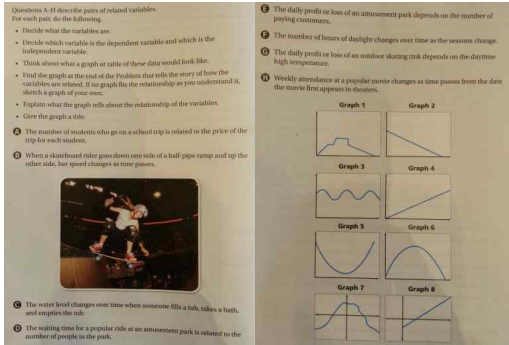 Questions A–H describe pairs of related variables.
For each pair, do the following.
• Decide what the variables are.
• Decide which variable is the dependent variable and which is the
independent variable.
• Think about what a graph or table of these data would look like.
• Find the graph at the end of the Problem that tells the story of how the
variables are related. If no graph fits the relationship as you understand it,
sketch a graph of your own.
• Explain what the graph tells about the relationship of the variables.
• Give the graph a title.
A The number of students who go on a school trip is related to the price of the
trip for each student.
B When a skateboard rider goes down one side of a half-pipe ramp and up the
other side, her speed changes as time passes.
C The water level changes over time when someone fills a tub, takes a bath,
and empties the tub.
D The waiting time for a popular ride at an amusement park is related to the
number of people in the park.
E The daily profit or loss of an amusement park depends on the number of
paying customers.
F The number of hours of daylight changes over time as the seasons change.
G The daily profit or loss of an outdoor skating rink depends on the daytime
high temperature.
H Weekly attendance at a popular movie changes as time passes from the date
the movie first appears in theaters.
Graph 1
Graph 2
Graph 3
Graph 4
Graph 5
Graph 6
Graph 7
Graph 8